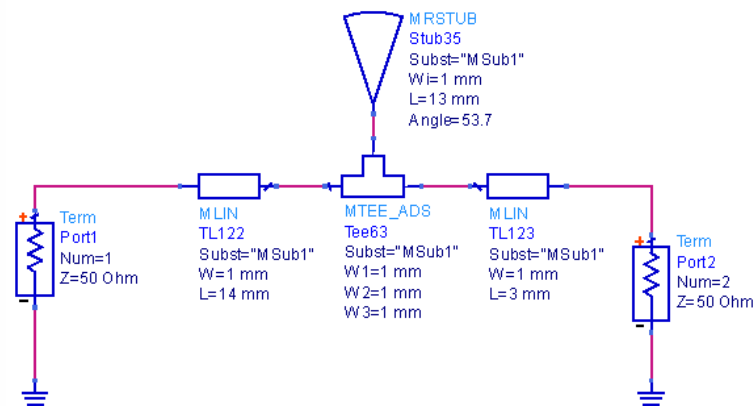 MRSTUB
Stub35
Subst="MSub1"
Wi=1 mm
L=13 mm
Angle=53.7
+
Term
Port1
Num=1
Z=50 Ohm
-
MLIN
TL122
Subst="MSub1"
W=1 mm
L=14 mm
MTEE_ADS
Tee63
Subst="MSub1"
W1=1 mm
W2=1 mm
W3=1 mm
MLIN
TL123
Subst="MSub1"
W=1 mm
L=3 mm
+
Term
Port2
Num=2
Z=50 Ohm
-